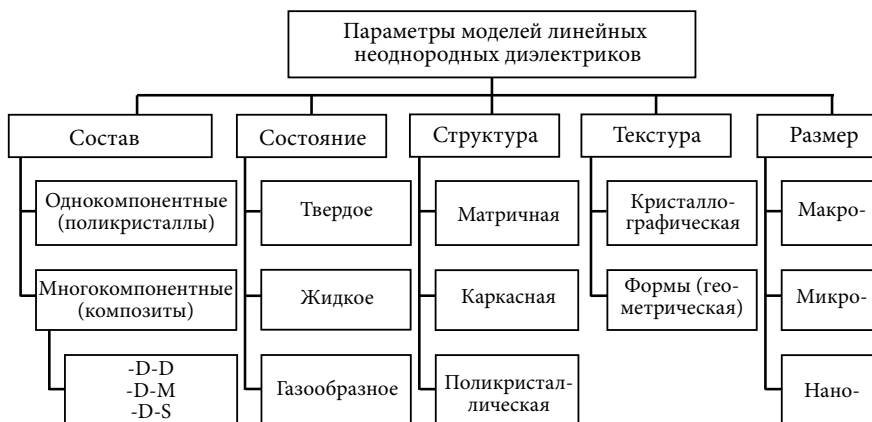 Параметры моделей линейных
неоднородных диэлектриков
Состав
Состояние
Структура
Текстура
Размер
Однокомпонентные
(поликристаллы)
Твердое
Матричная
Кристалло-
графическая
Макро-
Многокомпонентные
(композиты)
Жидкое
Каркасная
Формы (гео-
метрическая)
Микро-
-D-D
-D-M
-D-S
Газообразное
Поликристал-
лическая
Нано-